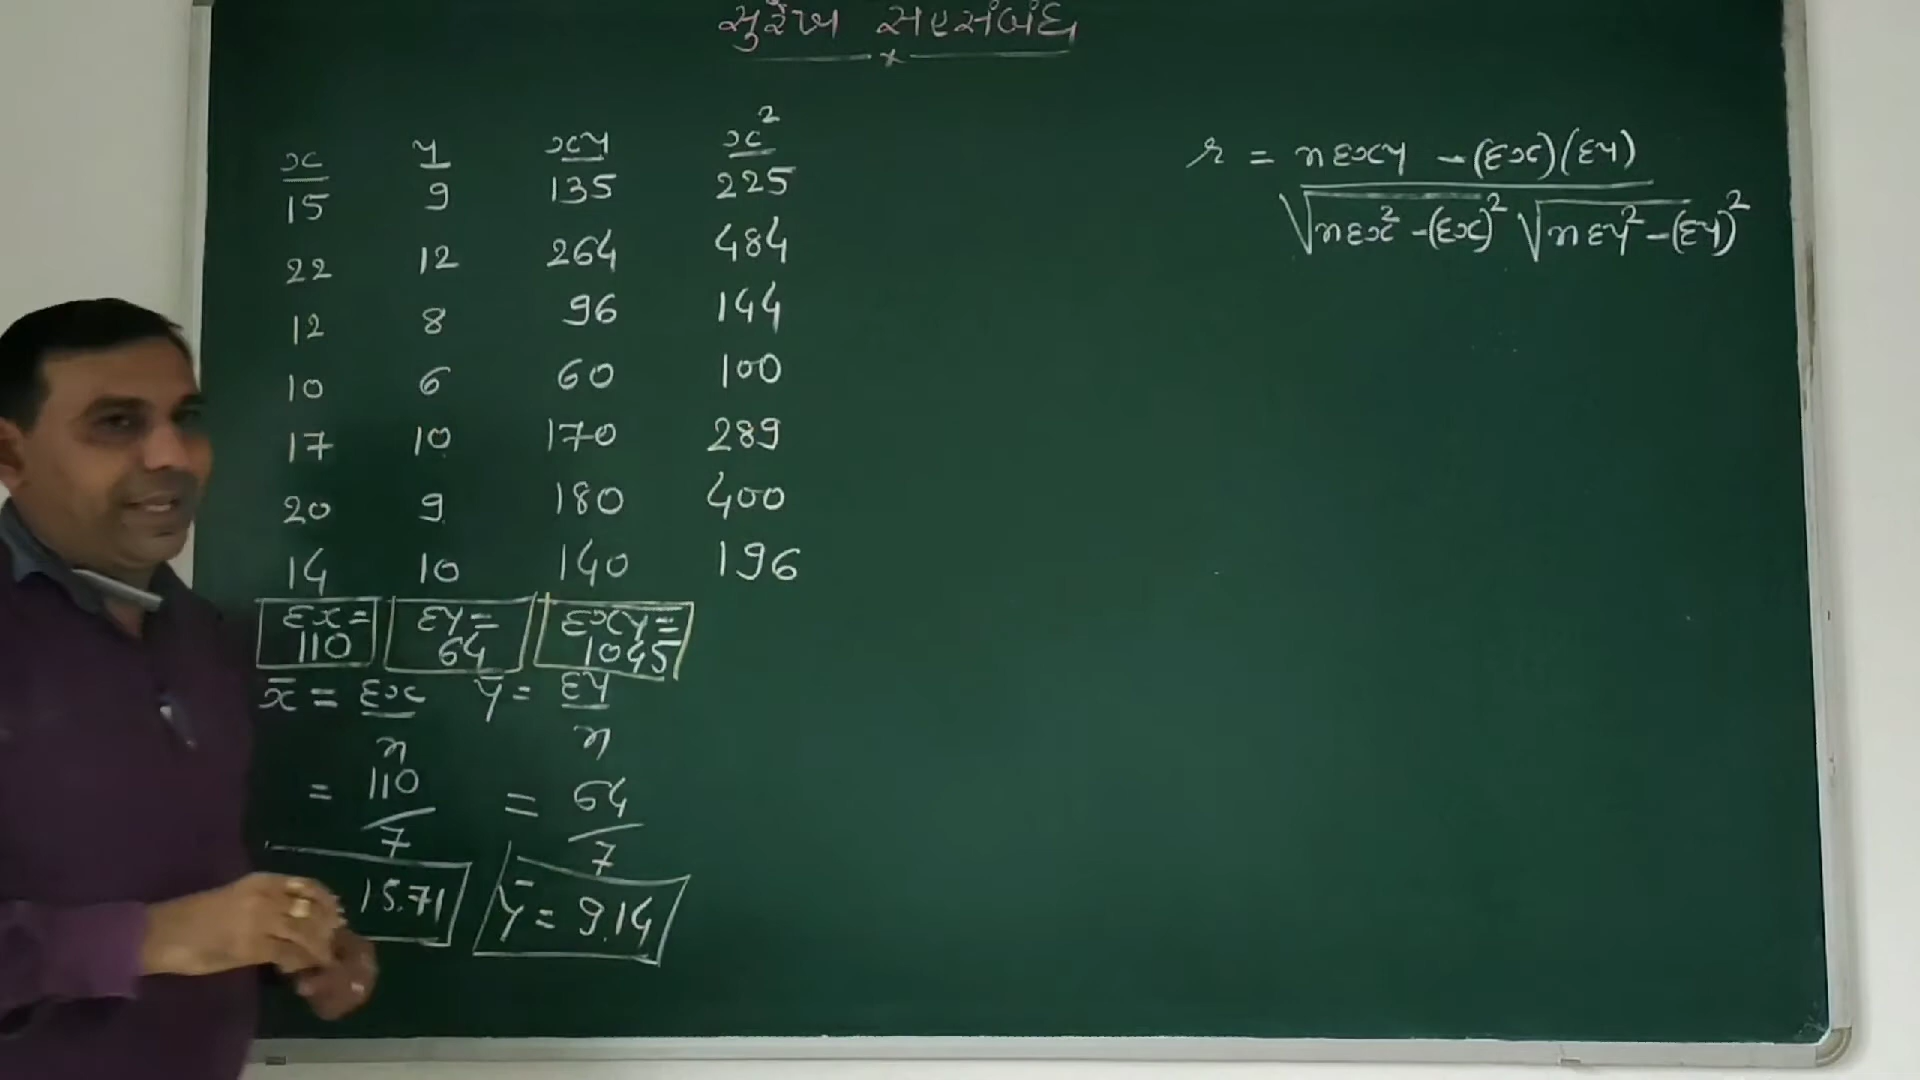 સુરેખ સહસંબંધ
x
x y xy x²
15 9 135 225
22 12 264 484
12 8 96 144
10 6 60 100
17 10 170 289
20 9 180 400
14 10 140 196
Σx = 110 Σy = 64 Σxy = 1045
x̄ = Σx / n ȳ = Σy / n
= 110 / 7 = 64 / 7
= 15.71 ȳ = 9.14
r = nΣxy - (Σx)(Σy)
√nΣx² - (Σx)² √nΣy² - (Σy)²